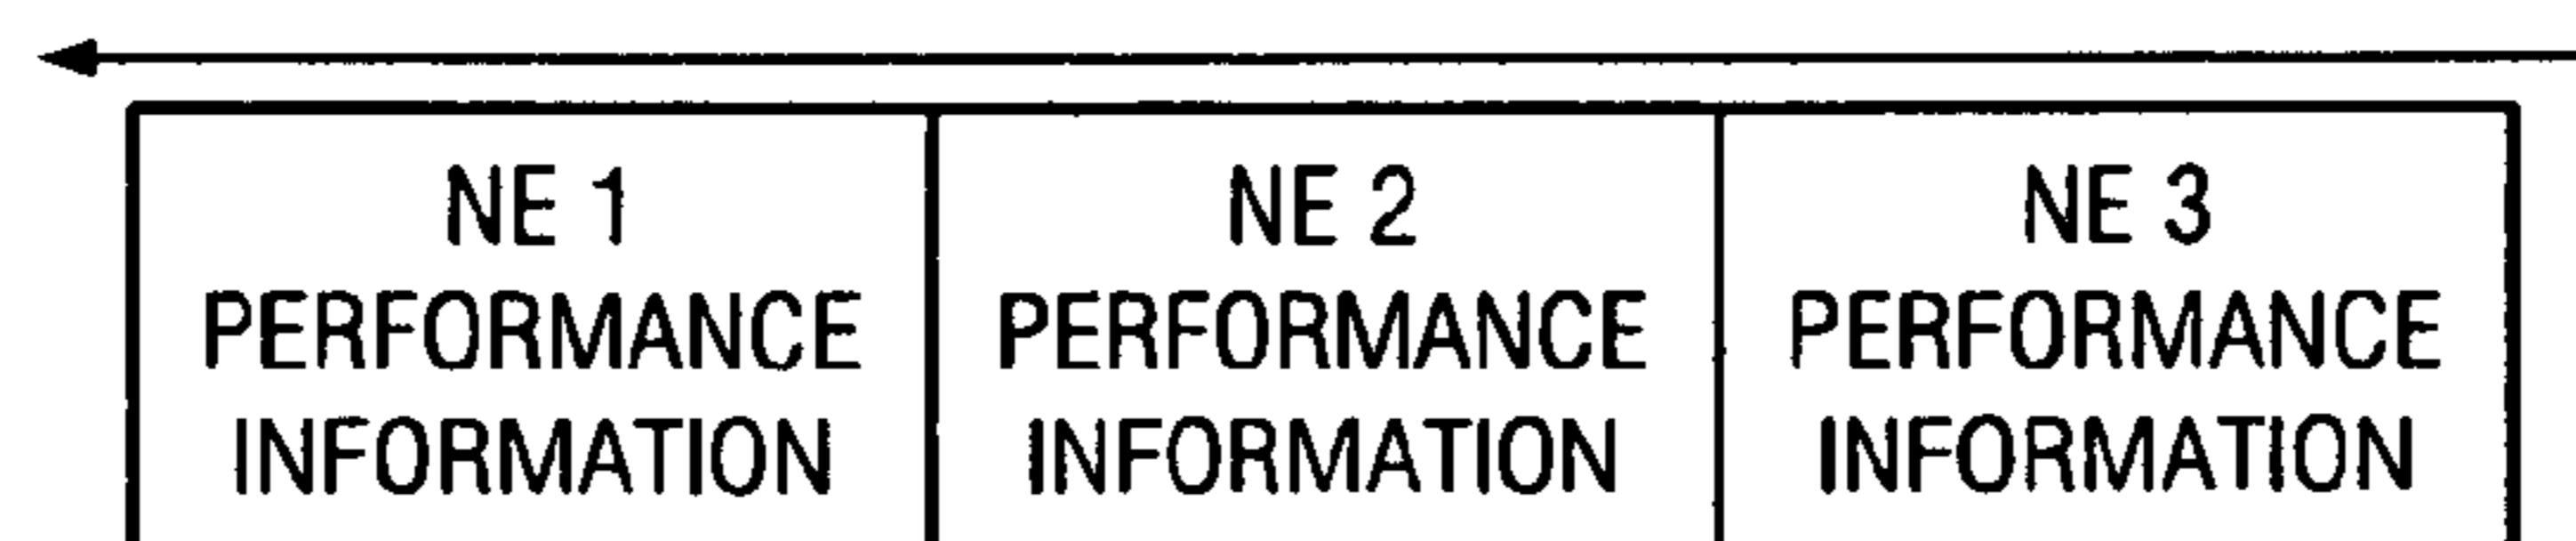 NE 1
PERFORMANCE
INFORMATION
NE 2
PERFORMANCE
INFORMATION
NE 3
PERFORMANCE
INFORMATION